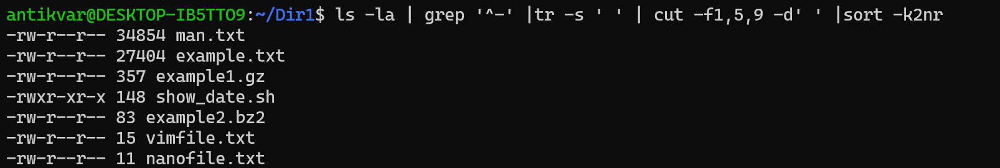 antikvar@DESKTOP-IB5TTO9:~/Dir1$ ls -la | grep '^-' |tr -s ' ' | cut -f1,5,9 -d' ' |sort -k2nr
-rw-r--r-- 34854 man.txt
-rw-r--r-- 27404 example.txt
-rw-r--r-- 357 example1.gz
-rwxr-xr-x 148 show_date.sh
-rw-r--r-- 83 example2.bz2
-rw-r--r-- 15 vimfile.txt
-rw-r--r-- 11 nanofile.txt